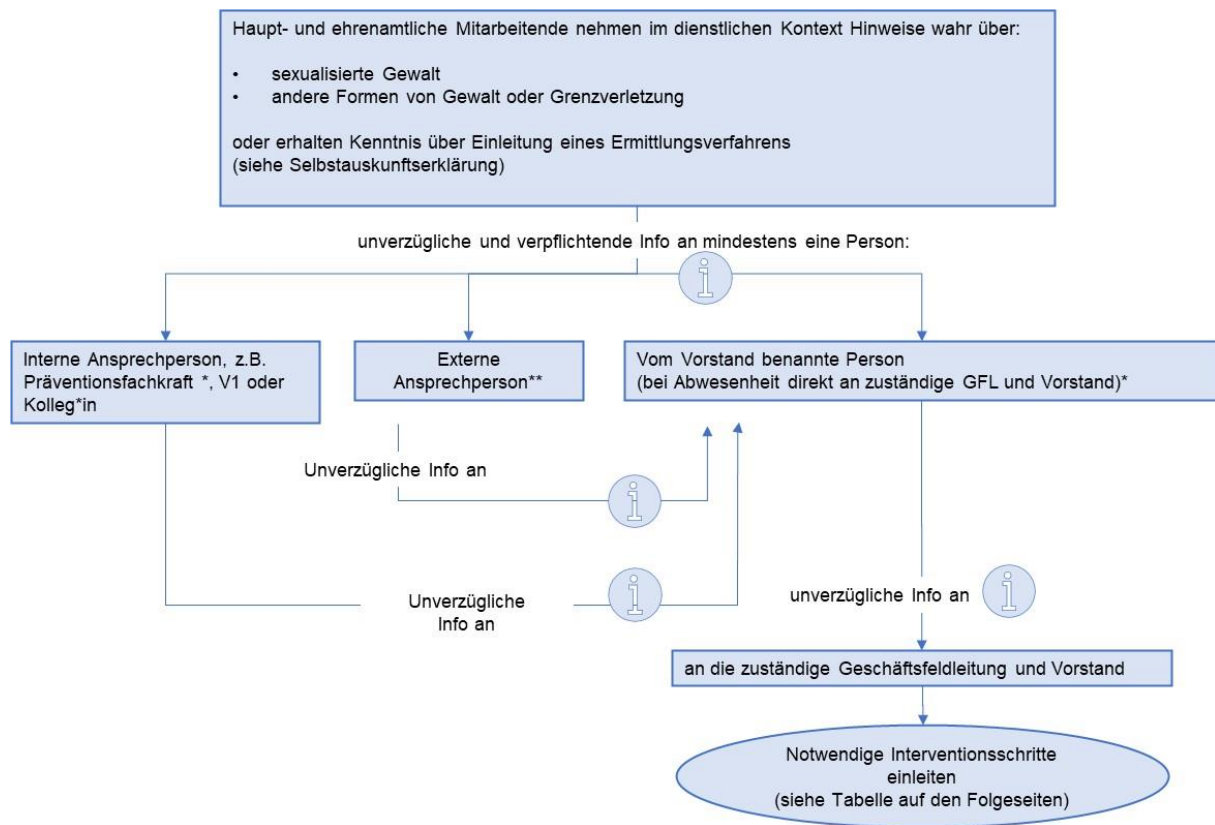 Haupt- und ehrenamtliche Mitarbeitende nehmen im dienstlichen Kontext Hinweise wahr über:
• sexualisierte Gewalt
• andere Formen von Gewalt oder Grenzverletzung
oder erhalten Kenntnis über Einleitung eines Ermittlungsverfahrens
(siehe Selbstauskunftserklärung)
unverzügliche und verpflichtende Info an mindestens eine Person:
Interne Ansprechperson, z.B.
Präventionsfachkraft *, V1 oder
Kolleg*in
Externe
Ansprechperson**
Vom Vorstand benannte Person
(bei Abwesenheit direkt an zuständige GFL und Vorstand)*
Unverzügliche Info an
Unverzügliche
Info an
unverzügliche Info an
an die zuständige Geschäftsfeldleitung und Vorstand
Notwendige Interventionsschritte
einleiten
(siehe Tabelle auf den Folgeseiten)